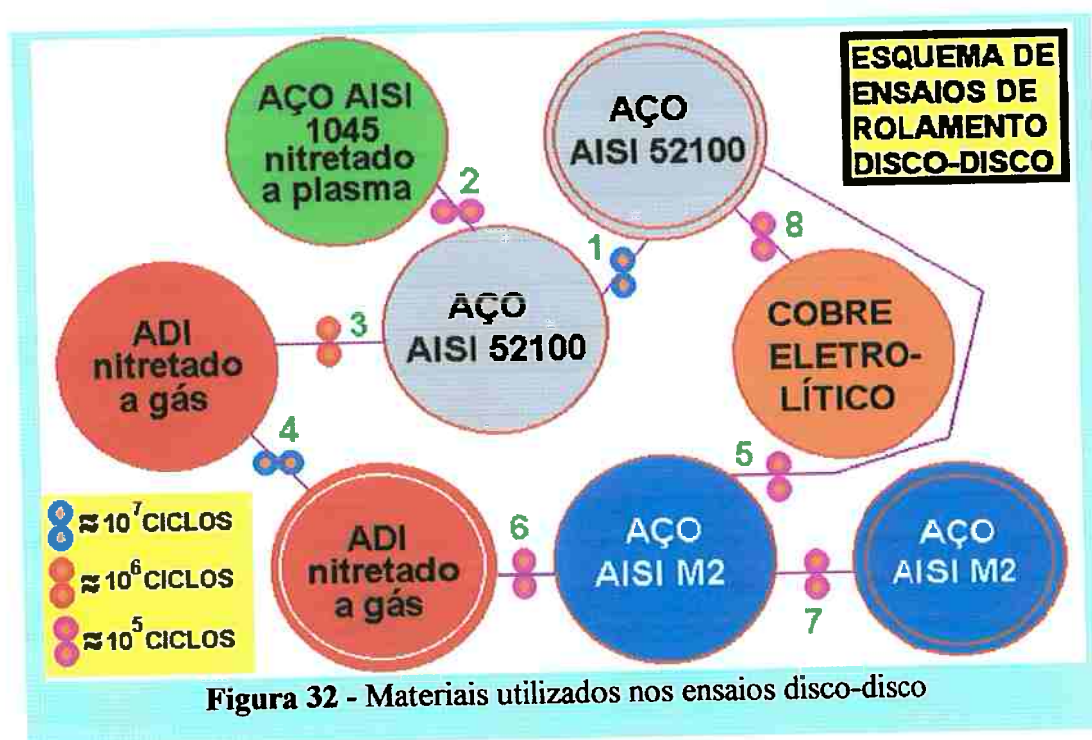 ESQUEMA DE
ENSAIOS DE
ROLAMENTO
DISCO-DISCO
AÇO AISI
1045
nitretado
a plasma
2
AÇO
AISI 52100
1
8
ADI
nitretado
a gás
3
AÇO
AISI 52100
COBRE
ELETRO-
LÍTICO
4
5
≈10⁷CICLOS
≈10⁶CICLOS
≈10⁵CICLOS
ADI
nitretado
a gás
6
AÇO
AISI M2
7
AÇO
AISI M2
Figura 32 - Materiais utilizados nos ensaios disco-disco